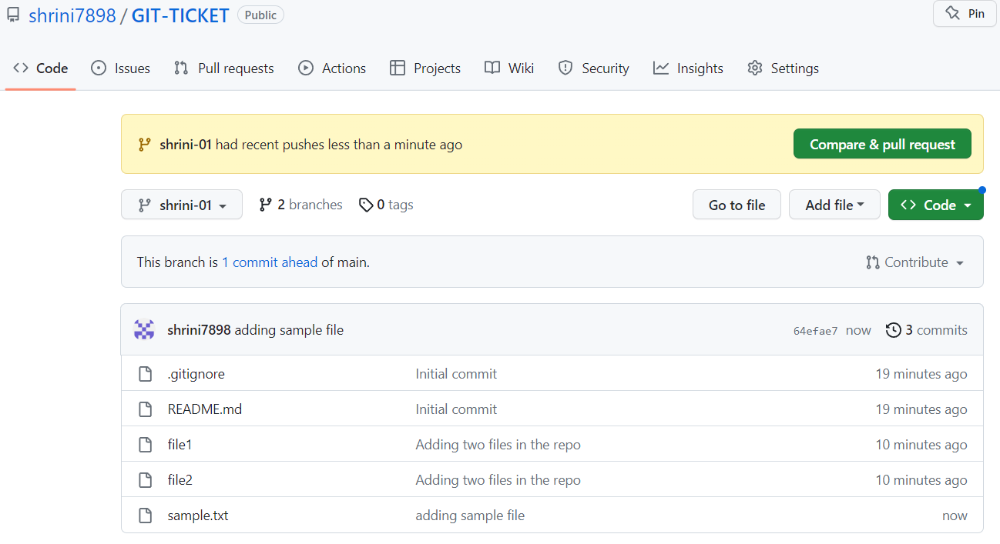 shrini7898 / GIT-TICKET Public Pin
Code Issues Pull requests Actions Projects Wiki Security Insights Settings
shrini-01 had recent pushes less than a minute ago Compare & pull request
shrini-01 2 branches 0 tags Go to file Add file Code
This branch is 1 commit ahead of main. Contribute
shrini7898 adding sample file 64efae7 now 3 commits
.gitignore Initial commit 19 minutes ago
README.md Initial commit 19 minutes ago
file1 Adding two files in the repo 10 minutes ago
file2 Adding two files in the repo 10 minutes ago
sample.txt adding sample file now